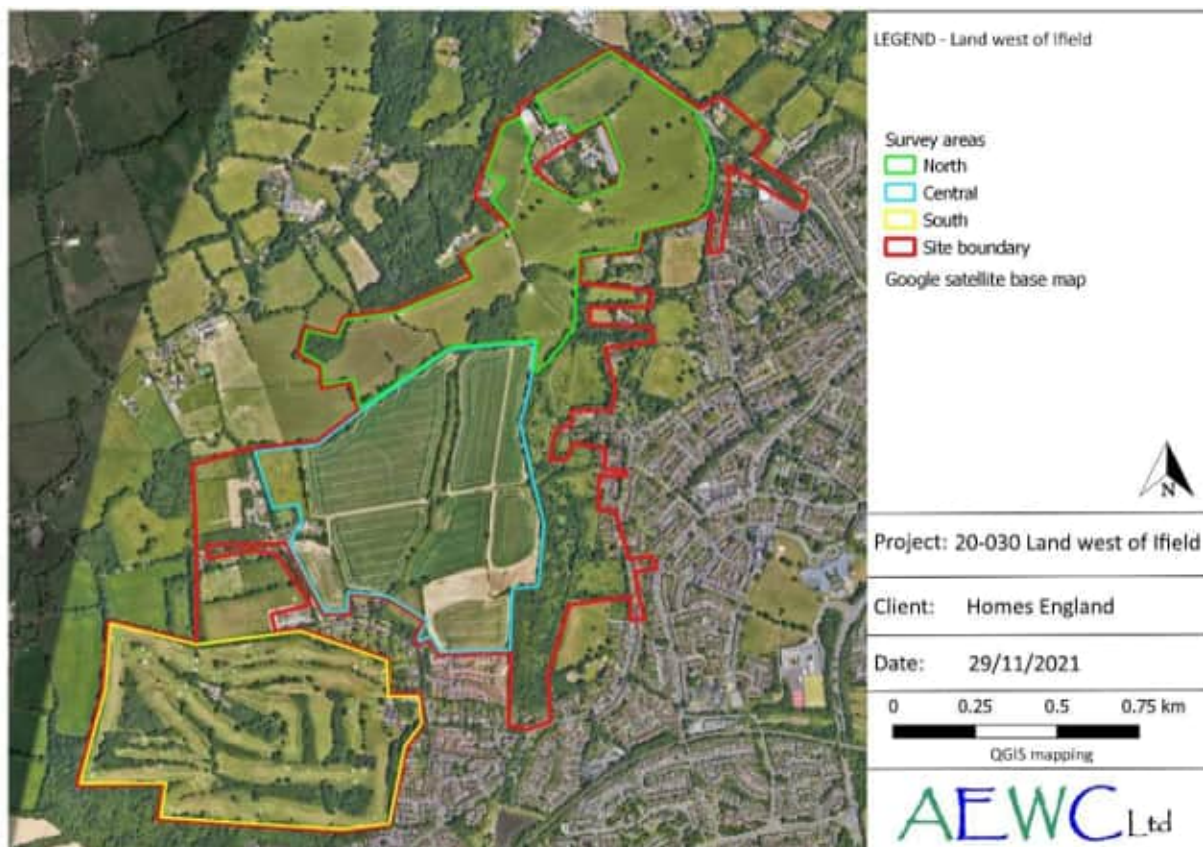 LEGEND - Land west of Ifield
Survey areas
North
Central
South
Site boundary
Google satellite base map
N
Project: 20-030 Land west of Ifield
Client: Homes England
Date: 29/11/2021
0 0.25 0.5 0.75 km
QGIS mapping
AEWC Ltd